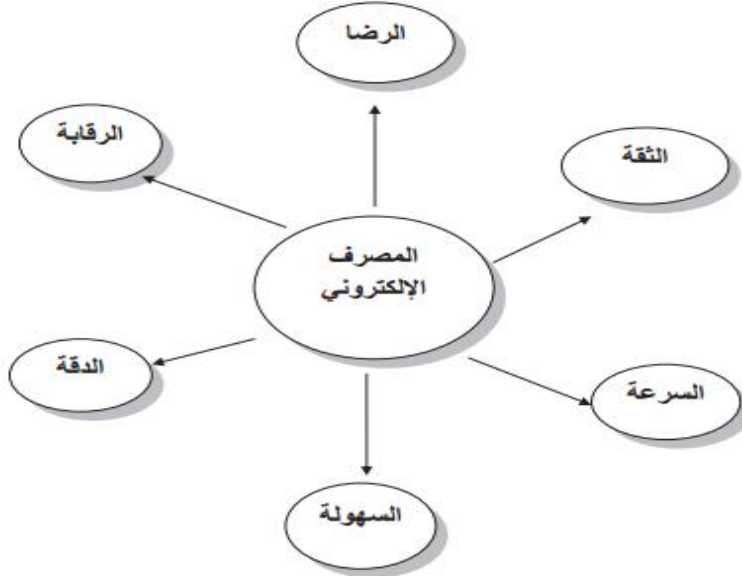 الرضا
الثقة
الرقابة
المصرف
الإلكتروني
السرعة
الدقة
السهولة